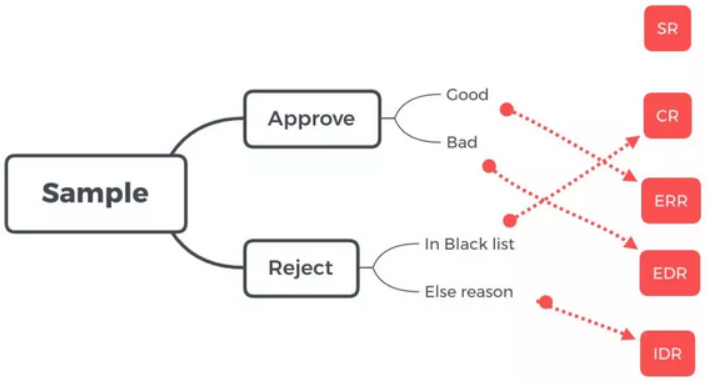 SR
Good
Approve
CR
Bad
Sample
ERR
In Black list
Reject
EDR
Else reason
IDR